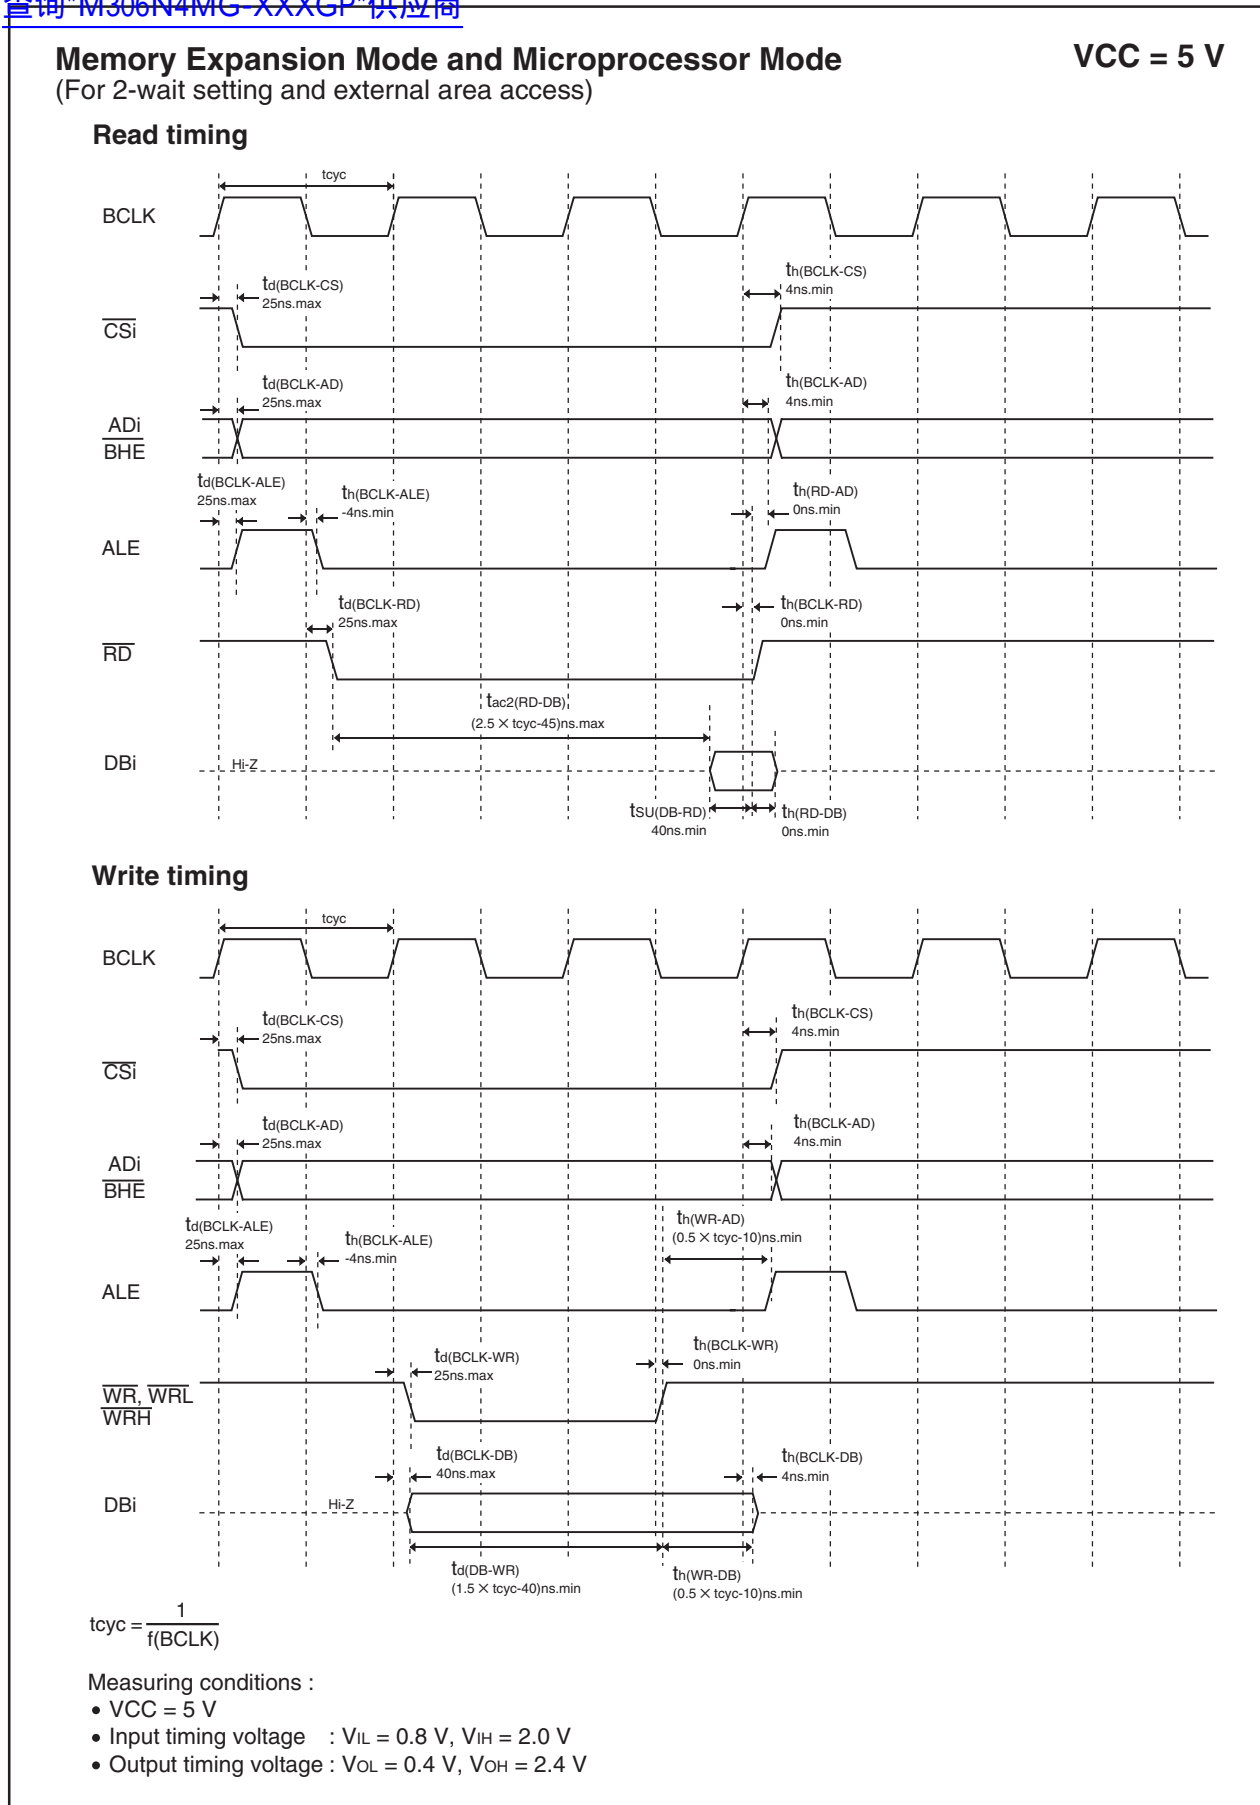 查询"M306N4MG-XXXGP"供应商
Memory Expansion Mode and Microprocessor Mode
VCC = 5 V
(For 2-wait setting and external area access)
Read timing
tcyc
BCLK
td(BCLK-CS)
25ns.max
th(BCLK-CS)
4ns.min
CSi
td(BCLK-AD)
25ns.max
th(BCLK-AD)
4ns.min
ADi
BHE
td(BCLK-ALE)
25ns.max
th(BCLK-ALE)
-4ns.min
th(RD-AD)
0ns.min
ALE
td(BCLK-RD)
25ns.max
th(BCLK-RD)
0ns.min
RD
tac2(RD-DB)
(2.5 × tcyc-45)ns.max
DBi
Hi-Z
tSU(DB-RD)
40ns.min
th(RD-DB)
0ns.min
Write timing
tcyc
BCLK
td(BCLK-CS)
25ns.max
th(BCLK-CS)
4ns.min
CSi
td(BCLK-AD)
25ns.max
th(BCLK-AD)
4ns.min
ADi
BHE
td(BCLK-ALE)
25ns.max
th(BCLK-ALE)
-4ns.min
th(WR-AD)
(0.5 × tcyc-10)ns.min
ALE
td(BCLK-WR)
25ns.max
th(BCLK-WR)
0ns.min
WR, WRL
WRH
td(BCLK-DB)
40ns.max
th(BCLK-DB)
4ns.min
DBi
Hi-Z
td(DB-WR)
(1.5 × tcyc-40)ns.min
th(WR-DB)
(0.5 × tcyc-10)ns.min
1
tcyc =
f(BCLK)
Measuring conditions :
• VCC = 5 V
• Input timing voltage : VIL = 0.8 V, VIH = 2.0 V
• Output timing voltage : VOL = 0.4 V, VOH = 2.4 V